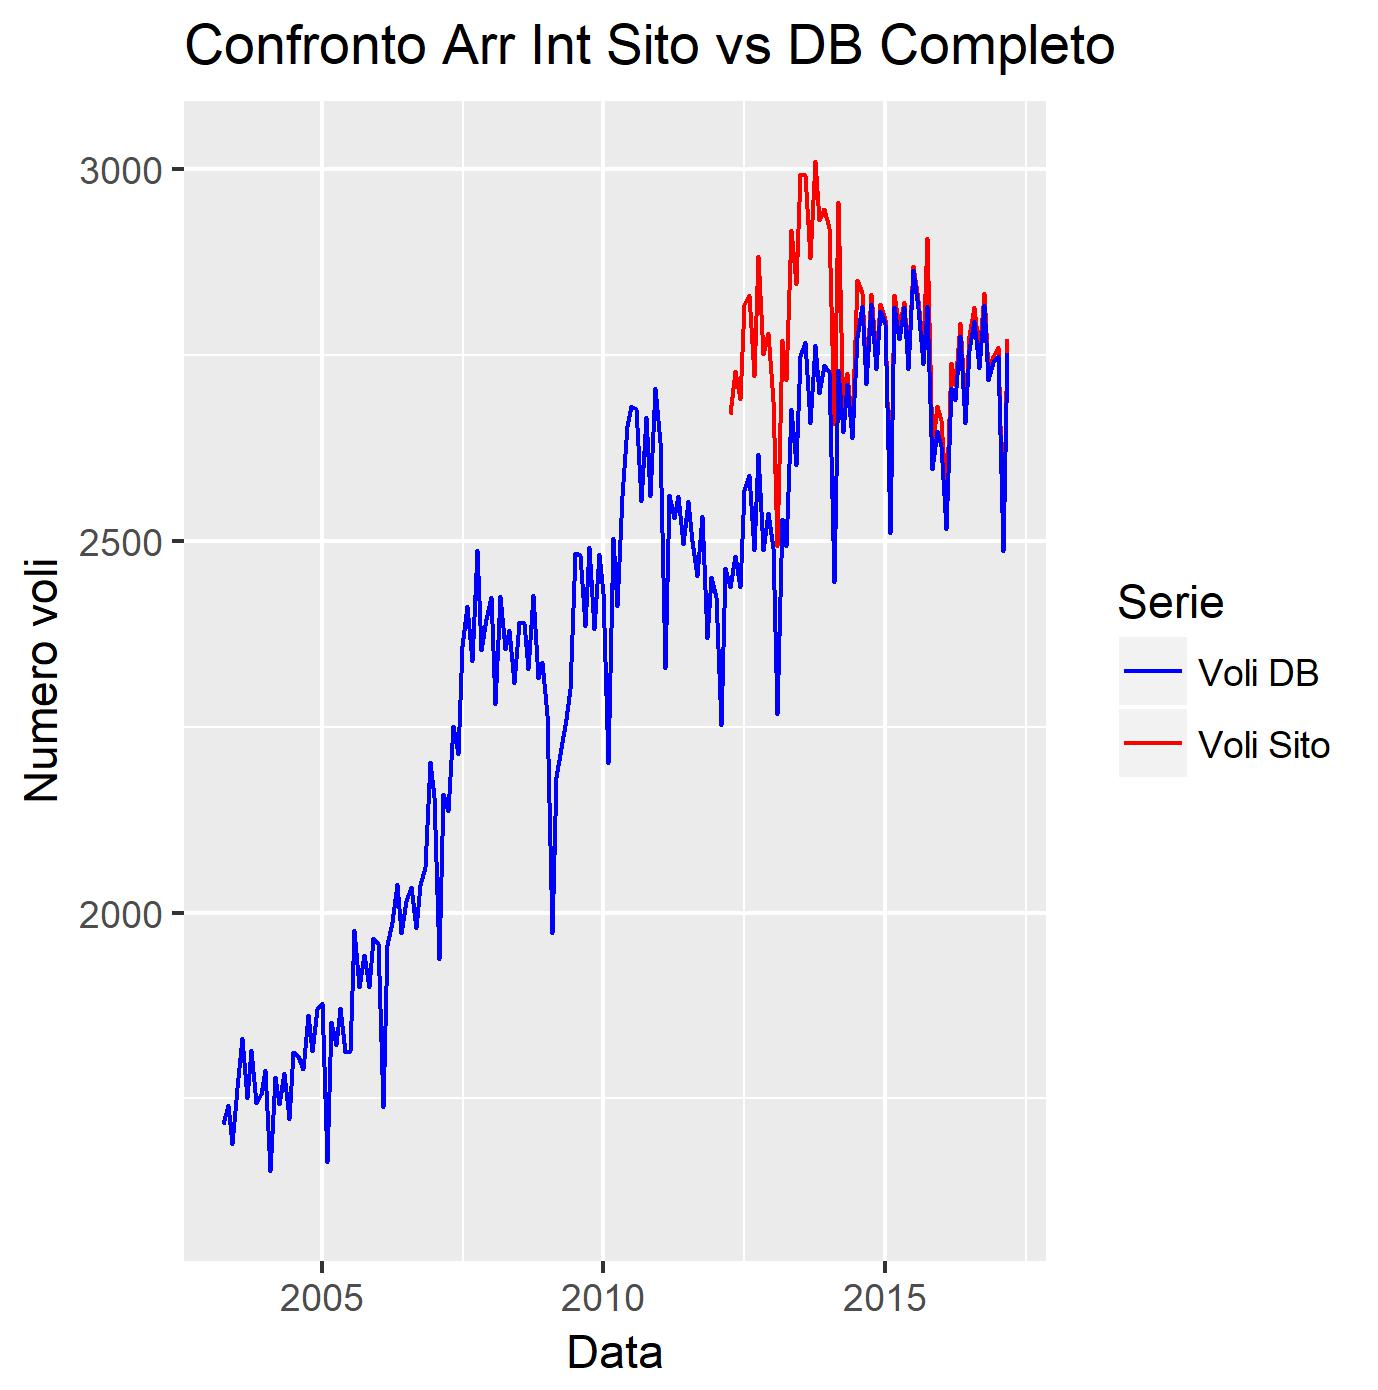 Confronto Arr Int Sito vs DB Completo
3000
2500
2000
Numero voli
2005
2010
2015
Data
Serie
Voli DB
Voli Sito